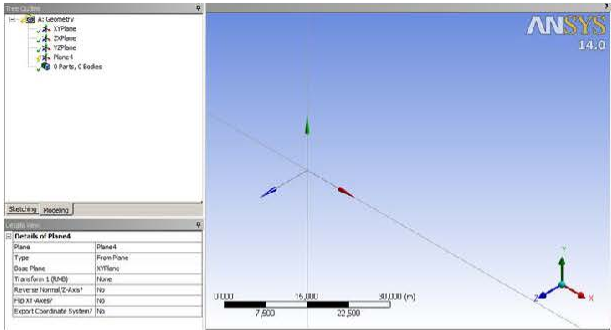 Tree Outline
A: Geometry
XYPlane
ZXPlane
YZPlane
Plane4
0 Parts, 0 Bodies
Sketching Modeling
Details View
Details of Plane4
Plane Plane4
Type From Plane
Base Plane XYPlane
Transform 1 (RMB) None
Reverse Normal/Z-Axis? No
Flip XY-Axes? No
Export Coordinate System? No
ANSYS
14.0
0.000 15.000 30.000 (m)
7.500 22.500
Y
Z
X